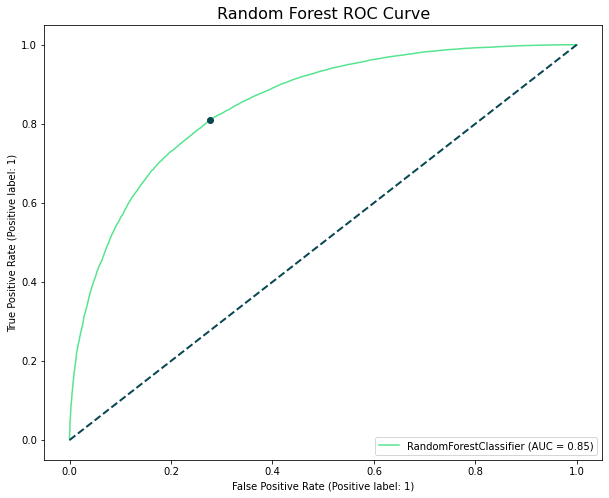 Random Forest ROC Curve
True Positive Rate (Positive label: 1)
1.0
0.8
0.6
0.4
0.2
0.0
RandomForestClassifier (AUC = 0.85)
0.0 0.2 0.4 0.6 0.8 1.0
False Positive Rate (Positive label: 1)